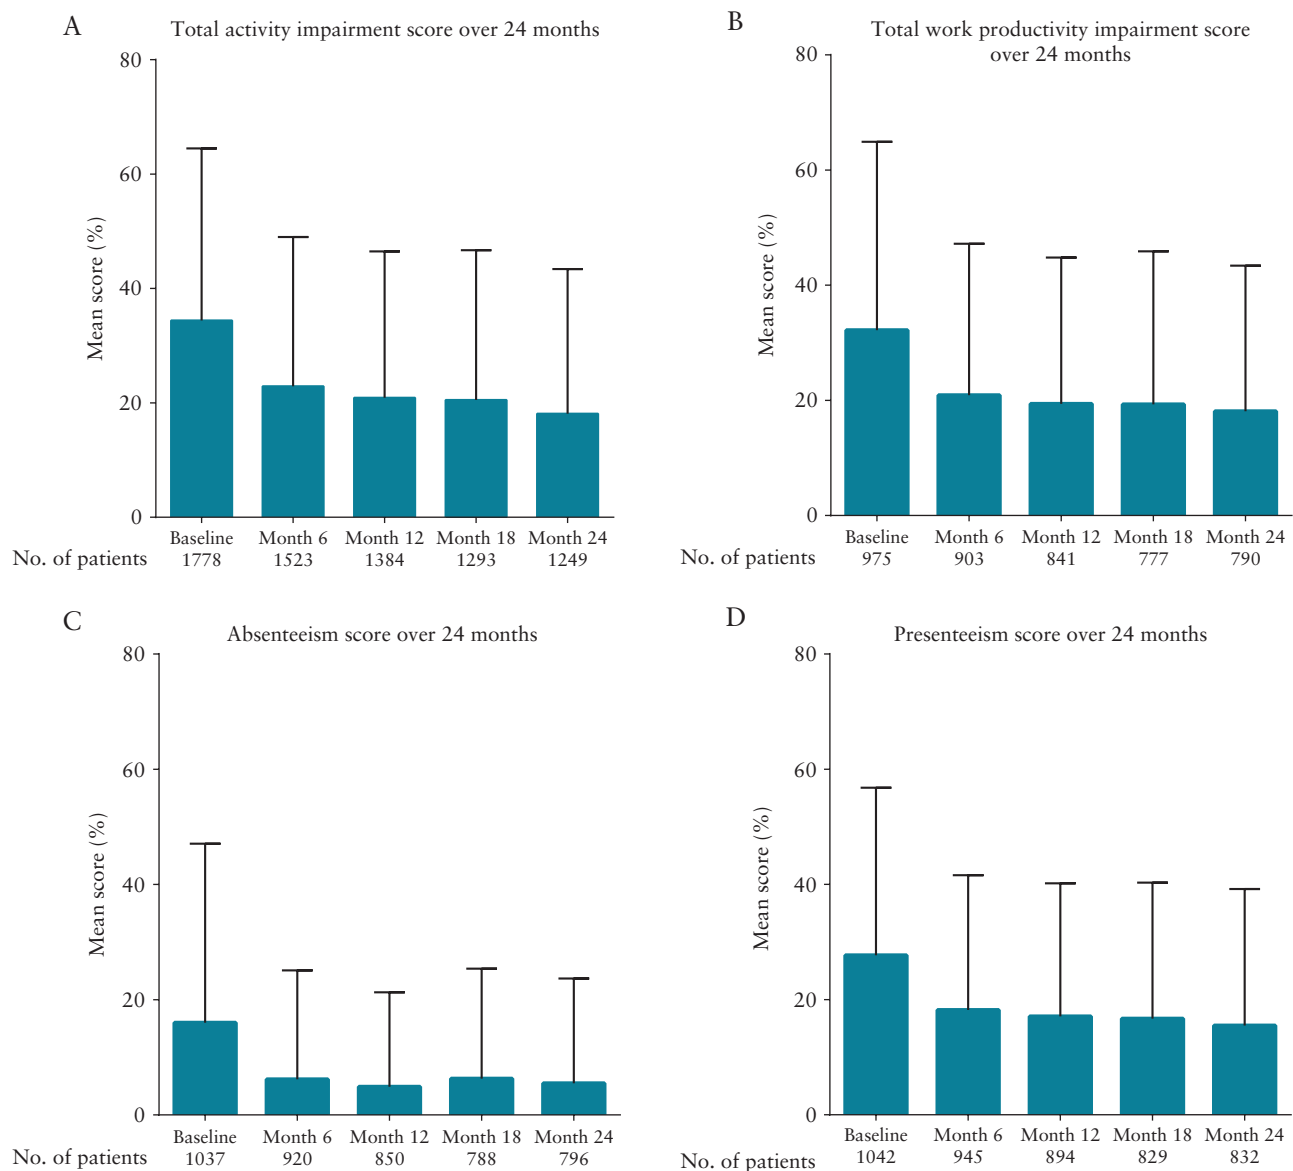 A
Total activity impairment score over 24 months
80
60
40
20
0
Mean score (%)
Baseline Month 6 Month 12 Month 18 Month 24
No. of patients 1778 1523 1384 1293 1249
B
Total work productivity impairment score
over 24 months
80
60
40
20
0
Mean score (%)
Baseline Month 6 Month 12 Month 18 Month 24
No. of patients 975 903 841 777 790
C
Absenteeism score over 24 months
80
60
40
20
0
Mean score (%)
Baseline Month 6 Month 12 Month 18 Month 24
No. of patients 1037 920 850 788 796
D
Presenteeism score over 24 months
80
60
40
20
0
Mean score (%)
Baseline Month 6 Month 12 Month 18 Month 24
No. of patients 1042 945 894 829 832